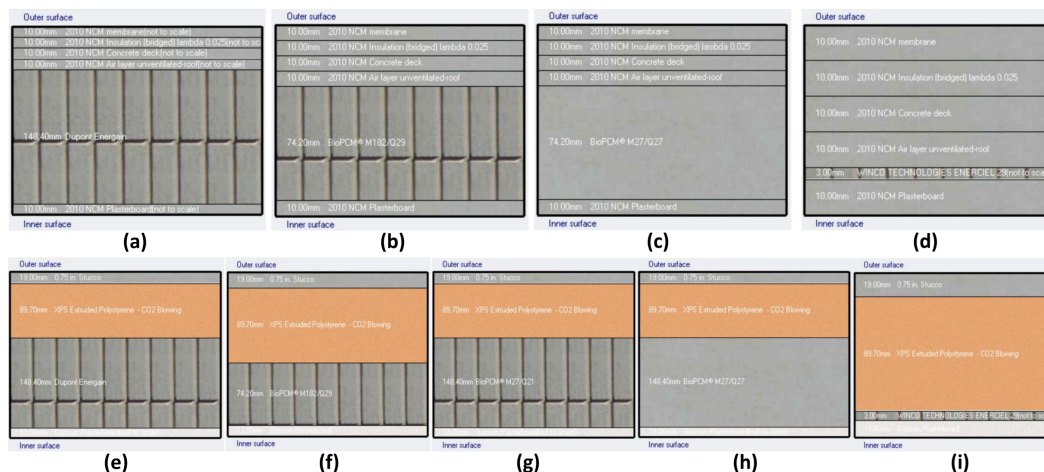 Outer surface
10.00mm 2010 NCM membrane(not to scale)
10.00mm 2010 NCM Insulation (bridged) lambda 0.025(not to sca
10.00mm 2010 NCM Concrete deck(not to scale)
10.00mm 2010 NCM Air layer unventilated-roof(not to scale)
148.40mm Dupont Energain
10.00mm 2010 NCM Plasterboard(not to scale)
Inner surface
(a)
Outer surface
10.00mm 2010 NCM membrane
10.00mm 2010 NCM Insulation (bridged) lambda 0.025
10.00mm 2010 NCM Concrete deck
10.00mm 2010 NCM Air layer unventilated-roof
74.20mm BioPCM® M182/Q29
10.00mm 2010 NCM Plasterboard
Inner surface
(b)
Outer surface
10.00mm 2010 NCM membrane
10.00mm 2010 NCM Insulation (bridged) lambda 0.025
10.00mm 2010 NCM Concrete deck
10.00mm 2010 NCM Air layer unventilated-roof
74.20mm BioPCM® M27/Q27
10.00mm 2010 NCM Plasterboard
Inner surface
(c)
Outer surface
10.00mm 2010 NCM membrane
10.00mm 2010 NCM Insulation (bridged) lambda 0.025
10.00mm 2010 NCM Concrete deck
10.00mm 2010 NCM Air layer unventilated-roof
3.00mm WINCO TECHNOLOGIES ENERCIEL 29(not to sca
10.00mm 2010 NCM Plasterboard
Inner surface
(d)
Outer surface
19.00mm 0.75 in. Stucco
89.70mm XPS Extruded Polystyrene - CO2 Blowing
148.40mm Dupont Energain
Inner surface
(e)
Outer surface
19.00mm 0.75 in. Stucco
89.70mm XPS Extruded Polystyrene - CO2 Blowing
74.20mm BioPCM® M182/Q29
Inner surface
(f)
Outer surface
19.00mm 0.75 in. Stucco
89.70mm XPS Extruded Polystyrene - CO2 Blowing
148.40mm BioPCM® M27/Q21
Inner surface
(g)
Outer surface
19.00mm 0.75 in. Stucco
89.70mm XPS Extruded Polystyrene - CO2 Blowing
148.40mm BioPCM® M27/Q27
Inner surface
(h)
Outer surface
19.00mm 0.75 in. Stucco
89.70mm XPS Extruded Polystyrene - CO2 Blowing
3.00mm WINCO TECHNOLOGIES ENERCIEL 29(not to sca
Inner surface
(i)